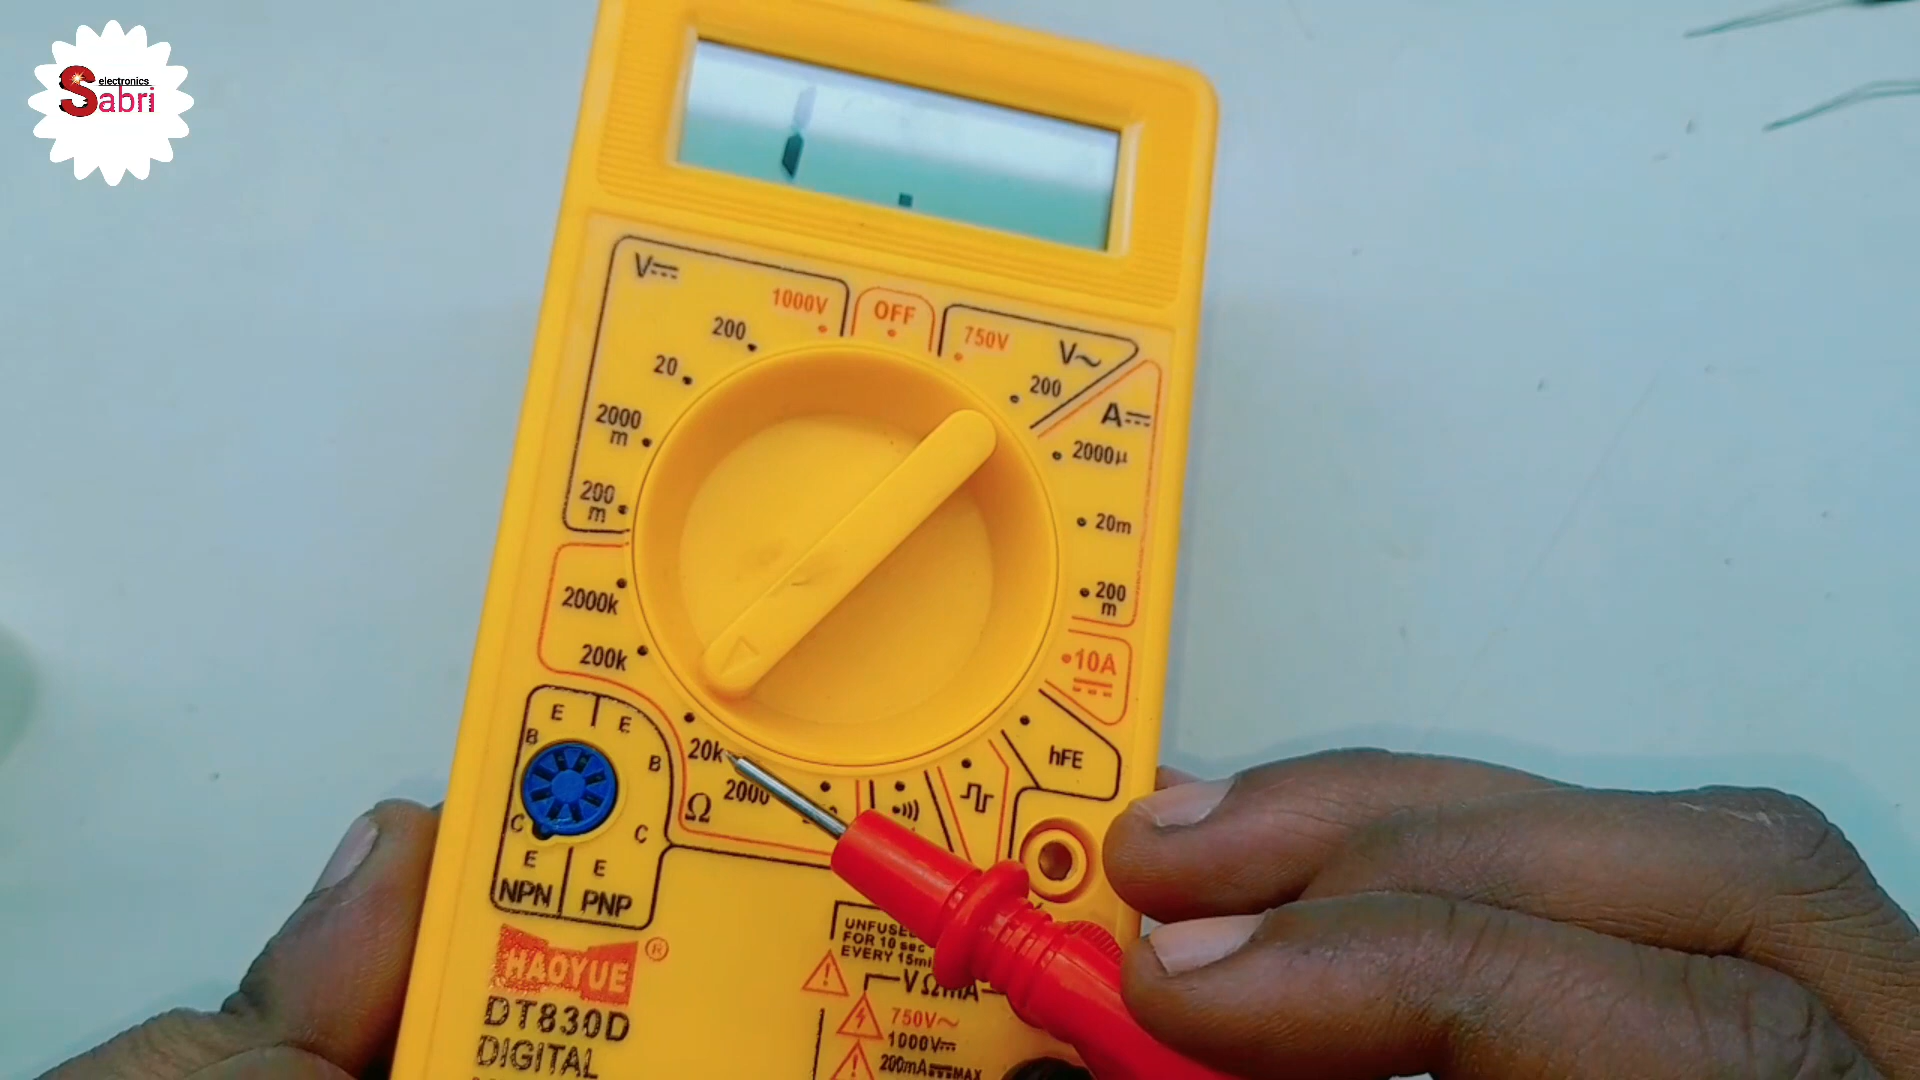 electronics
Sabri
1 .
V⎓
1000V
OFF
750V
V~
200
200
20
A⎓
2000
m
2000µ
200
m
20m
2000k
200
m
200k
10A
20k
hFE
2000
Ω
E
E
B
B
C
C
E
E
NPN
PNP
HAOYUE ®
DT830D
DIGITAL
FOR 10 sec
EVERY 15
VΩmA
750V~
1000V⎓
200mA⎓MAX